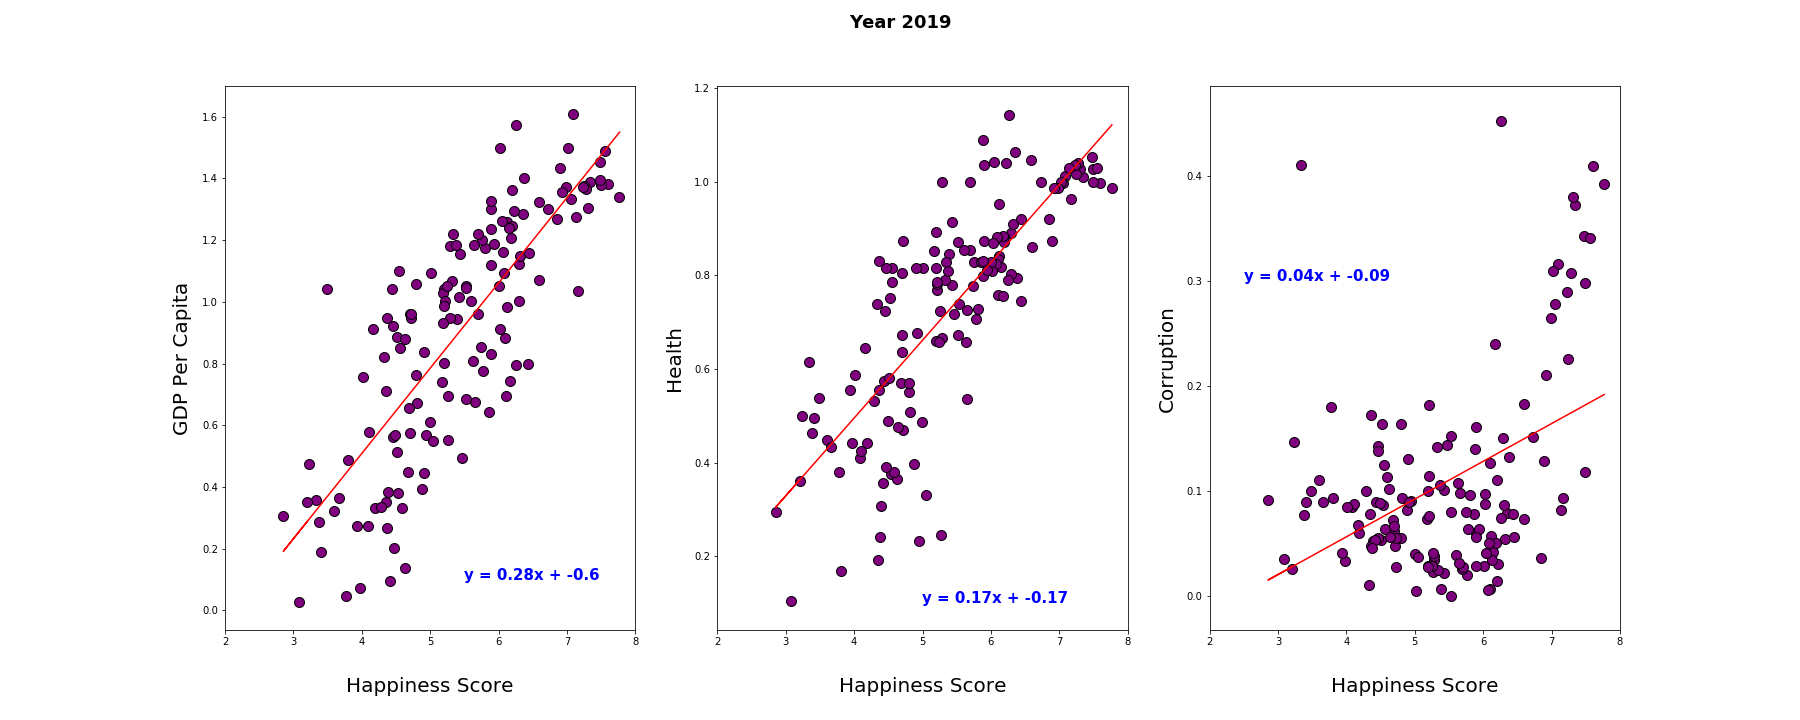 Year 2019
GDP Per Capita
1.6
1.4
1.2
1.0
0.8
0.6
0.4
0.2
0.0
y = 0.28x + -0.6
2 3 4 5 6 7 8
Happiness Score
Health
1.2
1.0
0.8
0.6
0.4
0.2
y = 0.17x + -0.17
2 3 4 5 6 7 8
Happiness Score
Corruption
0.4
0.3
0.2
0.1
0.0
y = 0.04x + -0.09
2 3 4 5 6 7 8
Happiness Score